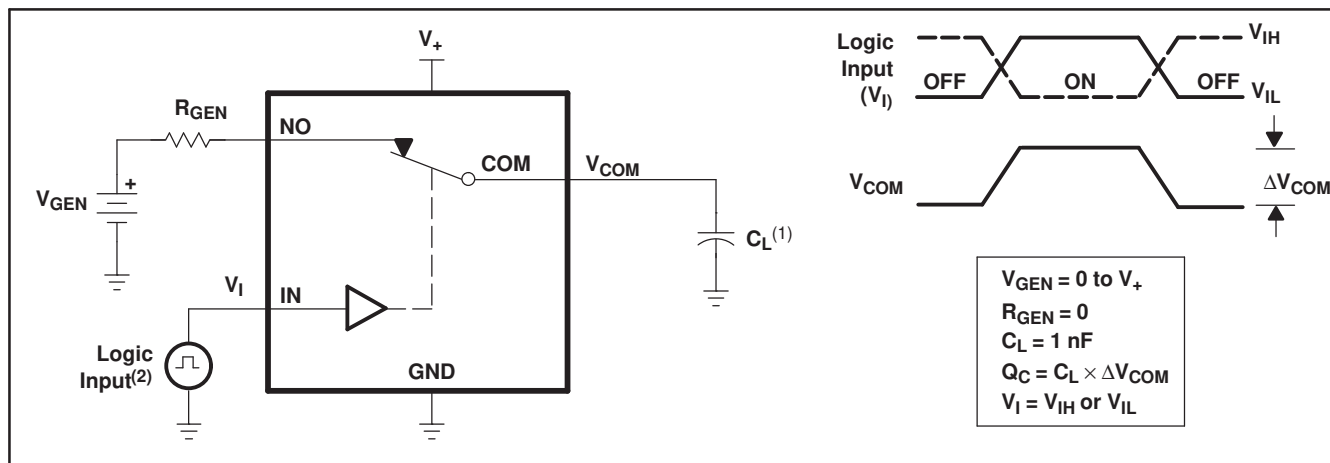 V+
RGEN
NO
COM
VCOM
VGEN
+
CL(1)
VI
IN
Logic
Input(2)
GND
Logic
Input
(VI)
VIH
OFF
ON
OFF
VIL
VCOM
ΔVCOM
VGEN = 0 to V+
RGEN = 0
CL = 1 nF
QC = CL × ΔVCOM
VI = VIH or VIL